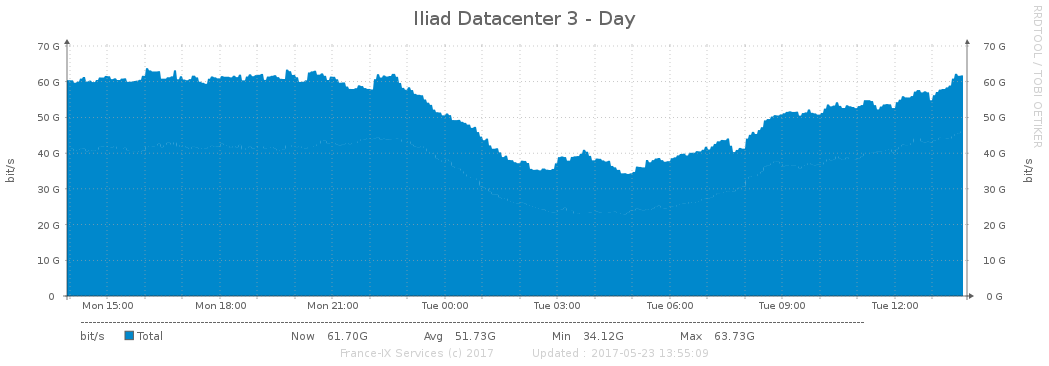 Iliad Datacenter 3 - Day
RRDTOOL / TOBI OETIKER
70 G 70 G
60 G 60 G
50 G 50 G
40 G 40 G
30 G 30 G
20 G 20 G
10 G 10 G
0 0 G
bit/s bit/s
Mon 15:00 Mon 18:00 Mon 21:00 Tue 00:00 Tue 03:00 Tue 06:00 Tue 09:00 Tue 12:00
bit/s Total Now 61.70G Avg 51.73G Min 34.12G Max 63.73G
France-IX Services (c) 2017 Updated : 2017-05-23 13:55:09